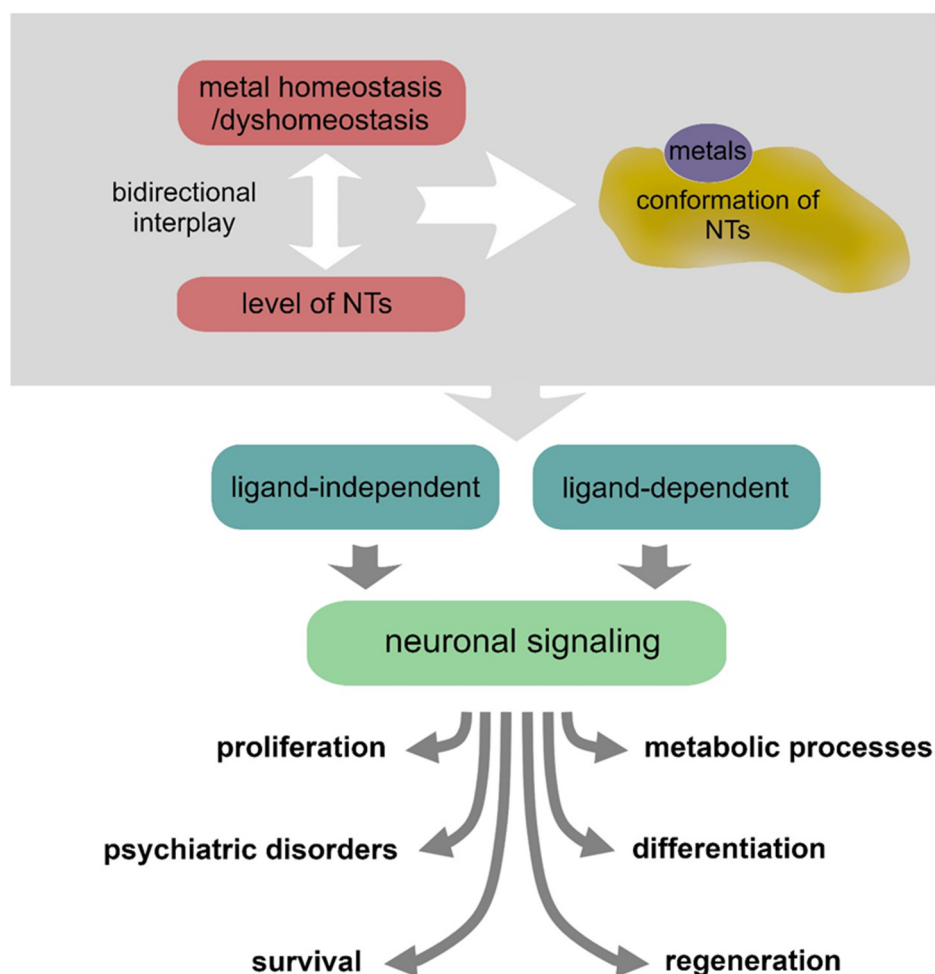 metal homeostasis
/dyshomeostasis
bidirectional
interplay
level of NTs
metals
conformation of
NTs
ligand-independent
ligand-dependent
neuronal signaling
proliferation
metabolic processes
psychiatric disorders
differentiation
survival
regeneration